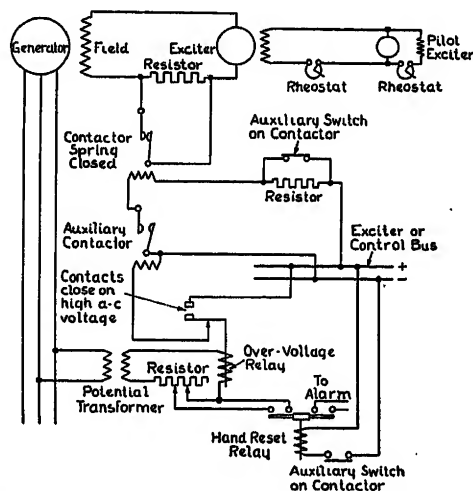 Generator
Field
Exciter
Resistor
Pilot
Exciter
Rheostat
Rheostat
Contactor
Spring
Closed
Auxiliary Switch
on Contactor
Resistor
Auxiliary
Contactor
Exciter or
Control Bus
+
−
Contacts
close on
high a-c
voltage
Over-Voltage
Relay
Resistor
Potential
Transformer
To
Alarm
Hand Reset
Relay
Auxiliary Switch
on Contactor